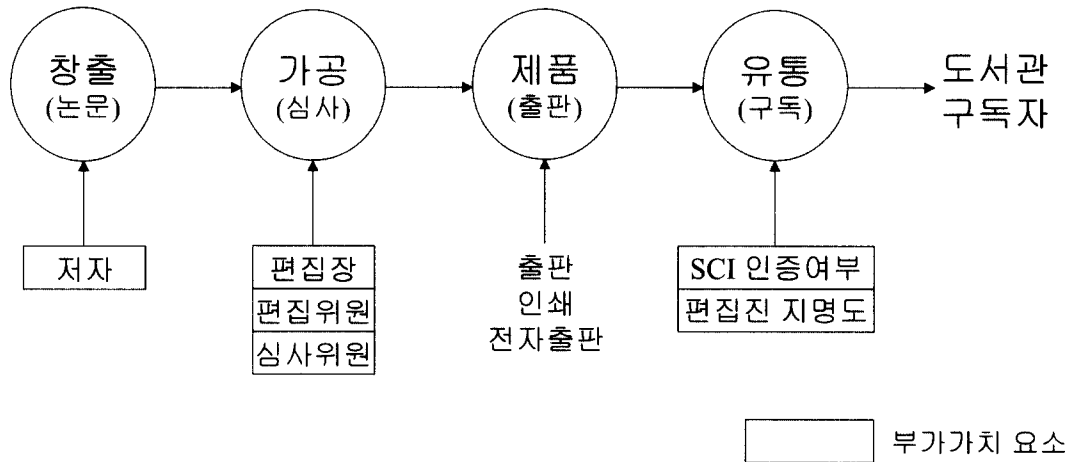 창출
(논문)
가공
(심사)
제품
(출판)
유통
(구독)
도서관
구독자
저자
편집장
편집위원
심사위원
출판
인쇄
전자출판
SCI 인증여부
편집진 지명도
부가가치 요소